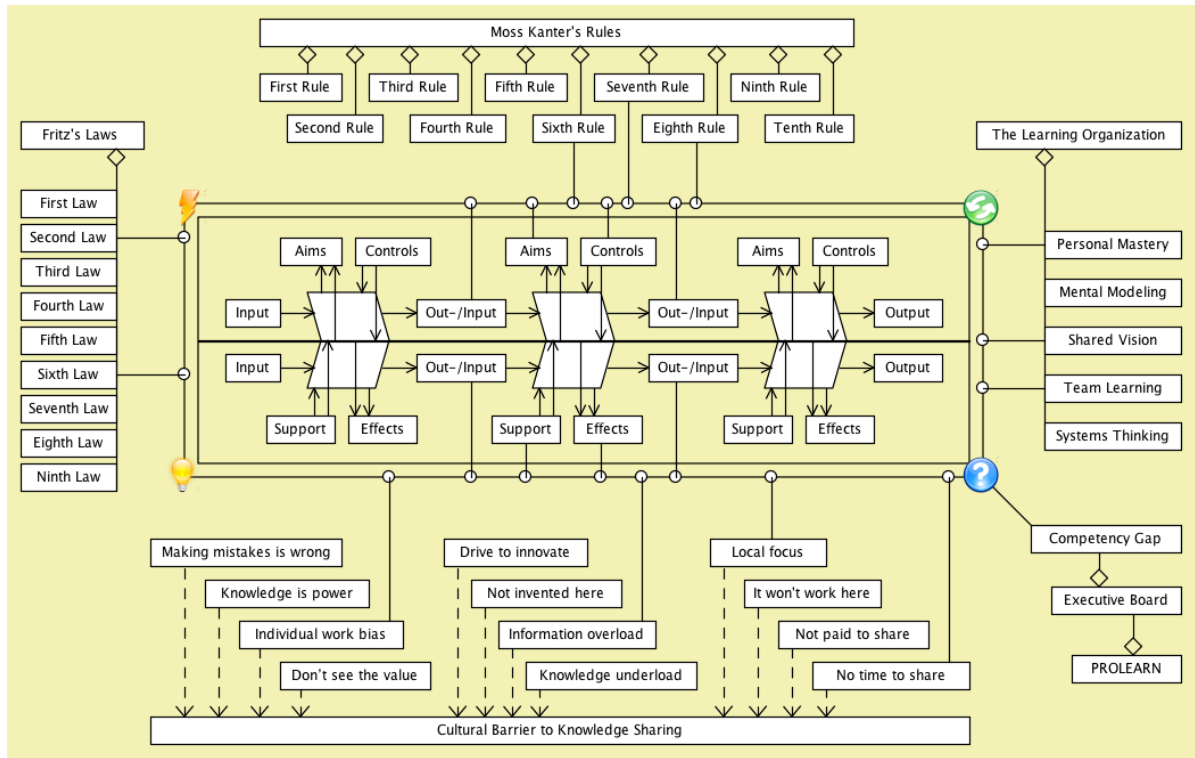 Moss Kanter's Rules
First Rule
Third Rule
Fifth Rule
Seventh Rule
Ninth Rule
Second Rule
Fourth Rule
Sixth Rule
Eighth Rule
Tenth Rule
Fritz's Laws
First Law
Second Law
Third Law
Fourth Law
Fifth Law
Sixth Law
Seventh Law
Eighth Law
Ninth Law
The Learning Organization
Personal Mastery
Mental Modeling
Shared Vision
Team Learning
Systems Thinking
Aims
Controls
Aims
Controls
Aims
Controls
Input
Out-/Input
Out-/Input
Output
Input
Out-/Input
Out-/Input
Output
Support
Effects
Support
Effects
Support
Effects
?
Competency Gap
Executive Board
PROLEARN
Making mistakes is wrong
Knowledge is power
Individual work bias
Don't see the value
Drive to innovate
Not invented here
Information overload
Knowledge underload
Local focus
It won't work here
Not paid to share
No time to share
Cultural Barrier to Knowledge Sharing